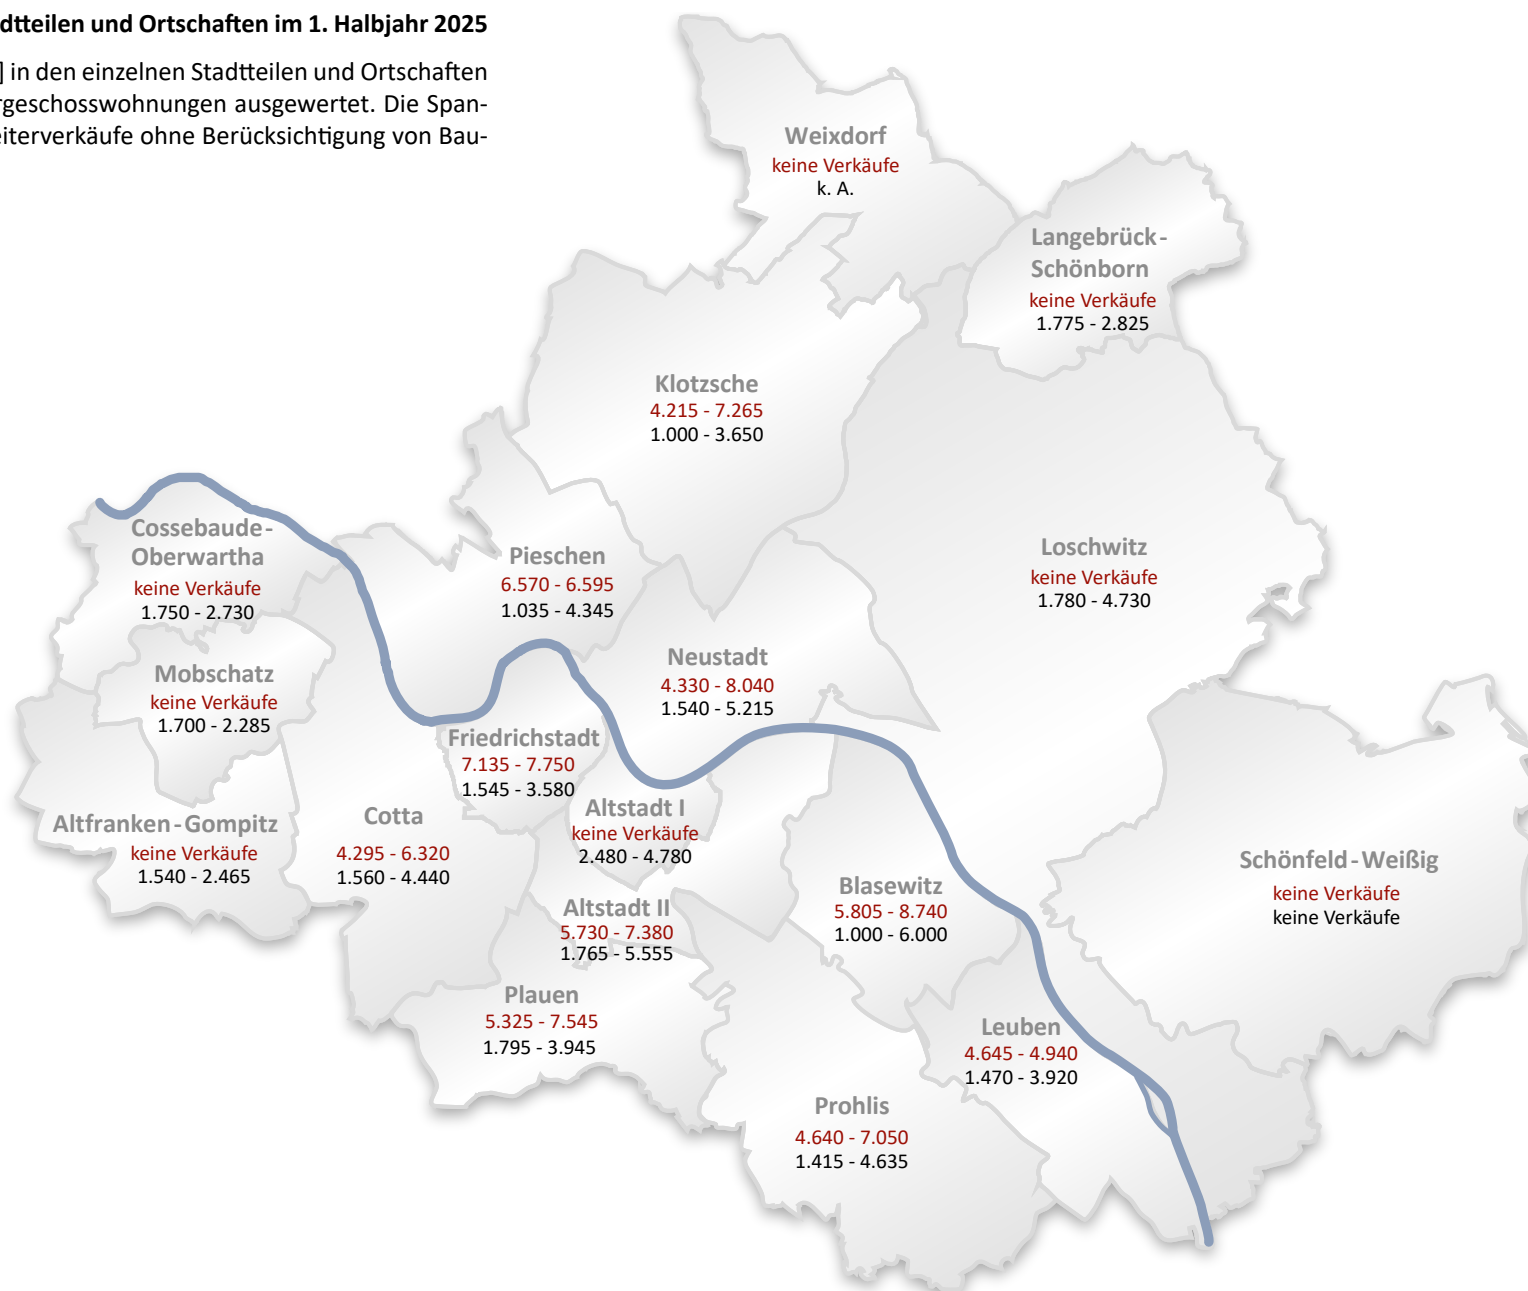 dtteilen und Ortschaften im 1. Halbjahr 2025
] in den einzelnen Stadtteilen und Ortschaften
rgeschosswohnungen ausgewertet. Die Span-
eiterverkäufe ohne Berücksichtigung von Bau-
Weixdorf
keine Verkäufe
k. A.
Langebrück-
Schönborn
keine Verkäufe
1.775 - 2.825
Klotzsche
4.215 - 7.265
1.000 - 3.650
Cossebaude-
Oberwartha
keine Verkäufe
1.750 - 2.730
Pieschen
6.570 - 6.595
1.035 - 4.345
Loschwitz
keine Verkäufe
1.780 - 4.730
Mobschatz
keine Verkäufe
1.700 - 2.285
Neustadt
4.330 - 8.040
1.540 - 5.215
Friedrichstadt
7.135 - 7.750
1.545 - 3.580
Altfranken-Gompitz
keine Verkäufe
1.540 - 2.465
Cotta
4.295 - 6.320
1.560 - 4.440
Altstadt I
keine Verkäufe
2.480 - 4.780
Schönfeld-Weißig
keine Verkäufe
keine Verkäufe
Blasewitz
5.805 - 8.740
1.000 - 6.000
Altstadt II
5.730 - 7.380
1.765 - 5.555
Plauen
5.325 - 7.545
1.795 - 3.945
Leuben
4.645 - 4.940
1.470 - 3.920
Prohlis
4.640 - 7.050
1.415 - 4.635